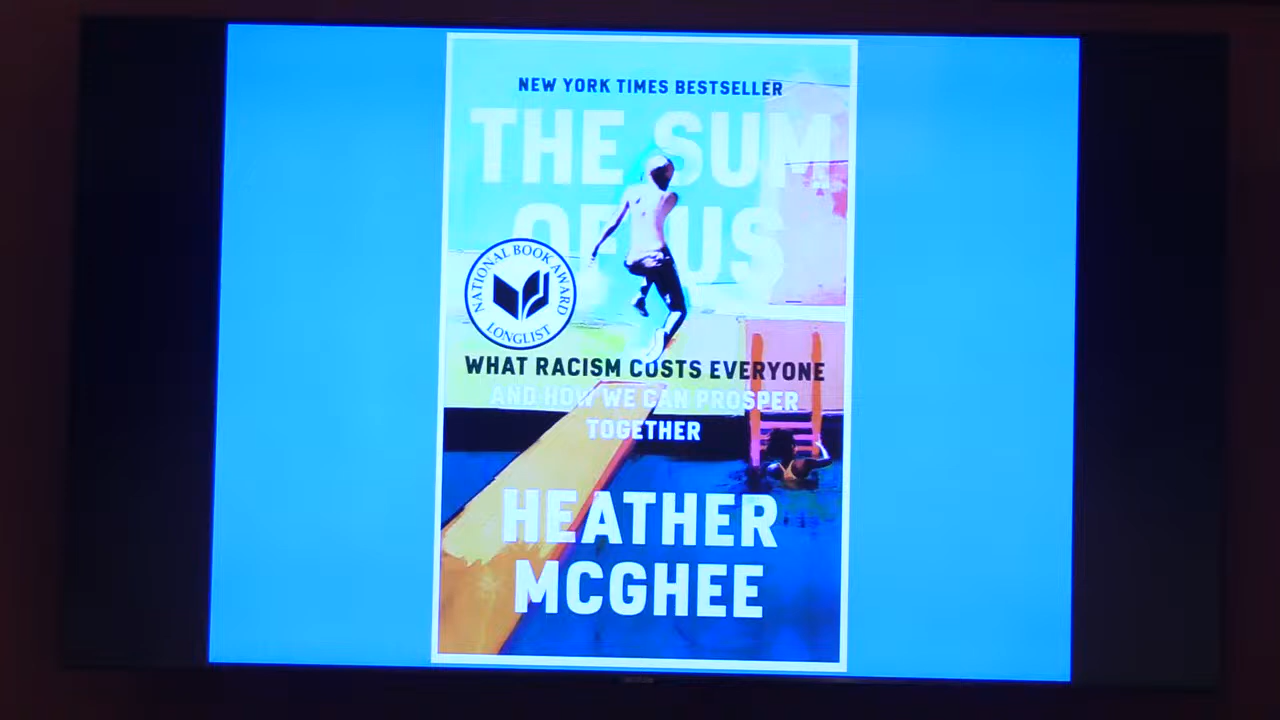 NEW YORK TIMES BESTSELLER
THE SUM
OF US
NATIONAL BOOK AWARD
LONGLIST
WHAT RACISM COSTS EVERYONE
AND HOW WE CAN PROSPER
TOGETHER
HEATHER
MCGHEE